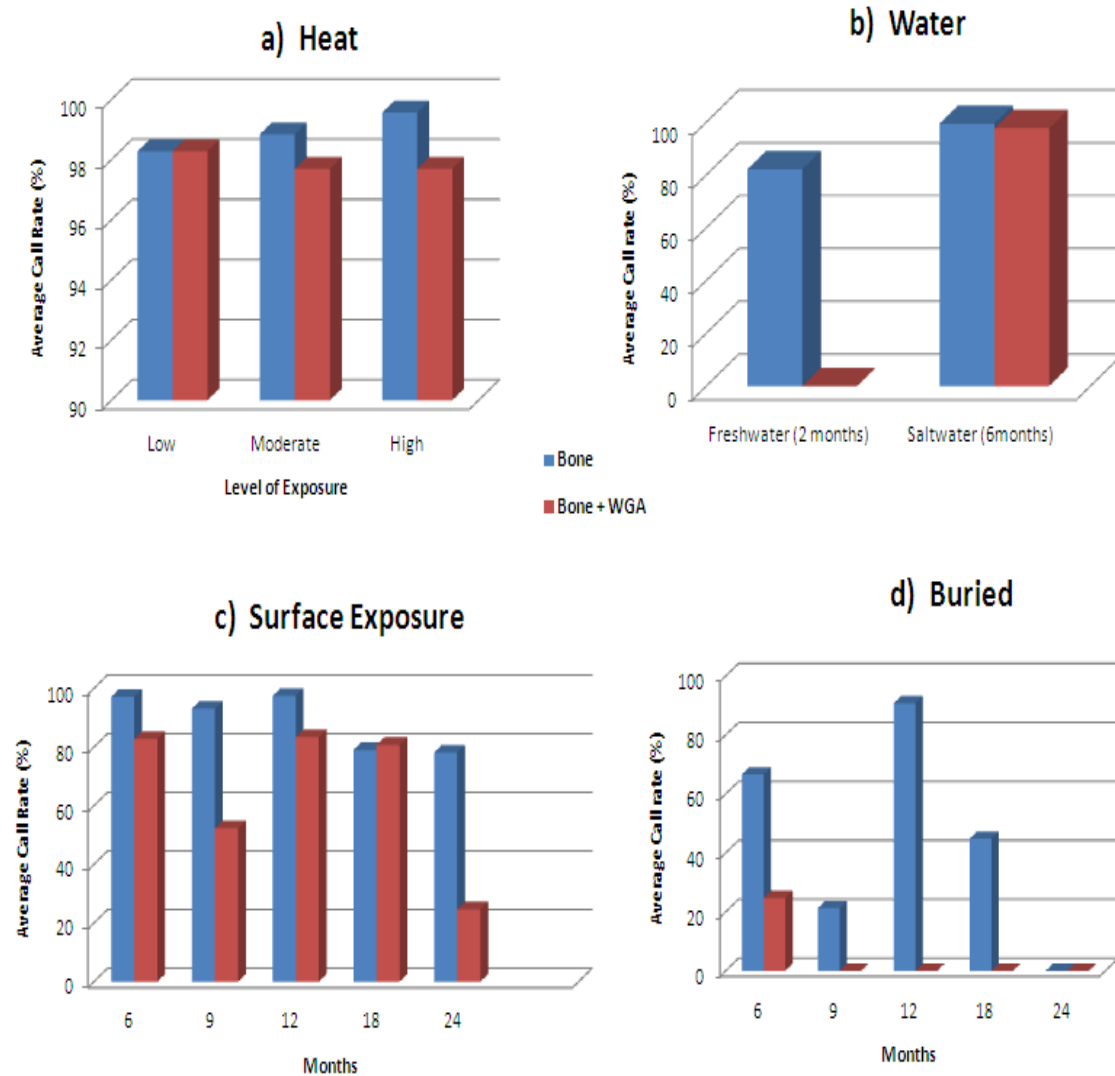 a) Heat
Average Call Rate (%)
100
98
96
94
92
90
Low Moderate High
Level of Exposure
b) Water
Average Call rate (%)
100
80
60
40
20
0
Freshwater (2 months) Saltwater (6months)
Bone
Bone + WGA
c) Surface Exposure
Average Call Rate (%)
100
80
60
40
20
0
6 9 12 18 24
Months
d) Buried
Average Call rate (%)
100
80
60
40
20
0
6 9 12 18 24
Months